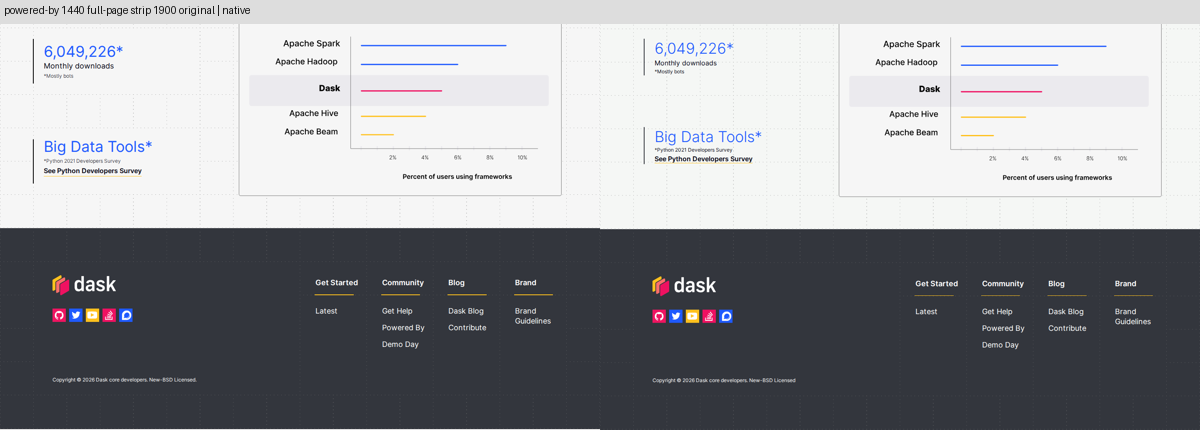 powered-by 1440 full-page strip 1900 original | native
6,049,226*
Monthly downloads
*Mostly bots
Big Data Tools*
*Python 2021 Developers Survey
See Python Developers Survey
Apache Spark
Apache Hadoop
Dask
Apache Hive
Apache Beam
2% 4% 6% 8% 10%
Percent of users using frameworks
dask
Get Started Community Blog Brand
Latest Get Help Dask Blog Brand Guidelines
Powered By Contribute
Demo Day
Copyright © 2026 Dask core developers. New-BSD Licensed.
6,049,226*
Monthly downloads
*Mostly bots
Big Data Tools*
*Python 2021 Developers Survey
See Python Developers Survey
Apache Spark
Apache Hadoop
Dask
Apache Hive
Apache Beam
2% 4% 6% 8% 10%
Percent of users using frameworks
dask
Get Started Community Blog Brand
Latest Get Help Dask Blog Brand Guidelines
Powered By Contribute
Demo Day
Copyright © 2026 Dask core developers. New-BSD Licensed